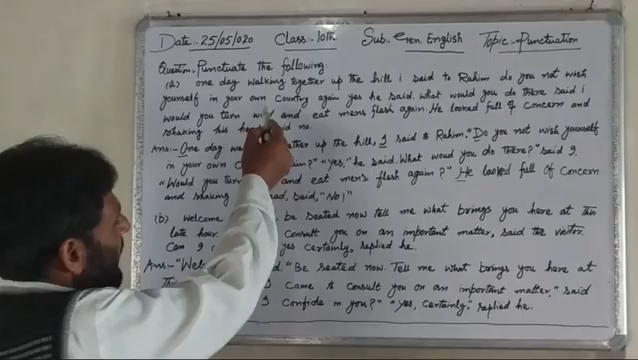 Date:- 25/05/020 Class:- 10th Sub:- Gen. English Topic:- Punctuation
Question:- Punctuate the following:
(a) one day walking together up the hill i said to Rahim do you not wish
yourself in your own Country again yes he said. What would you do there said i
would you turn and eat mens flesh again. He looked full of Concern and
shaking his said no.
Ans:- One day up the hill, I said to Rahim, "Do you not wish yourself
in your own "Yes," he said. What woud you do there?" said I.
"Would you turn and eat men's flesh again?" He looked full of Concern
and shaking said, "No!"
(b) Welcome be seated now tell me what brings you here at this
late hour. Consult you on an important matter, said the visitor.
Can I yes Certainly, replied he.
Ans:- "Be seated now. Tell me what brings you here at
I Came to Consult you on an important matter," said
I Confide in you?" "Yes, Certainly," replied he.